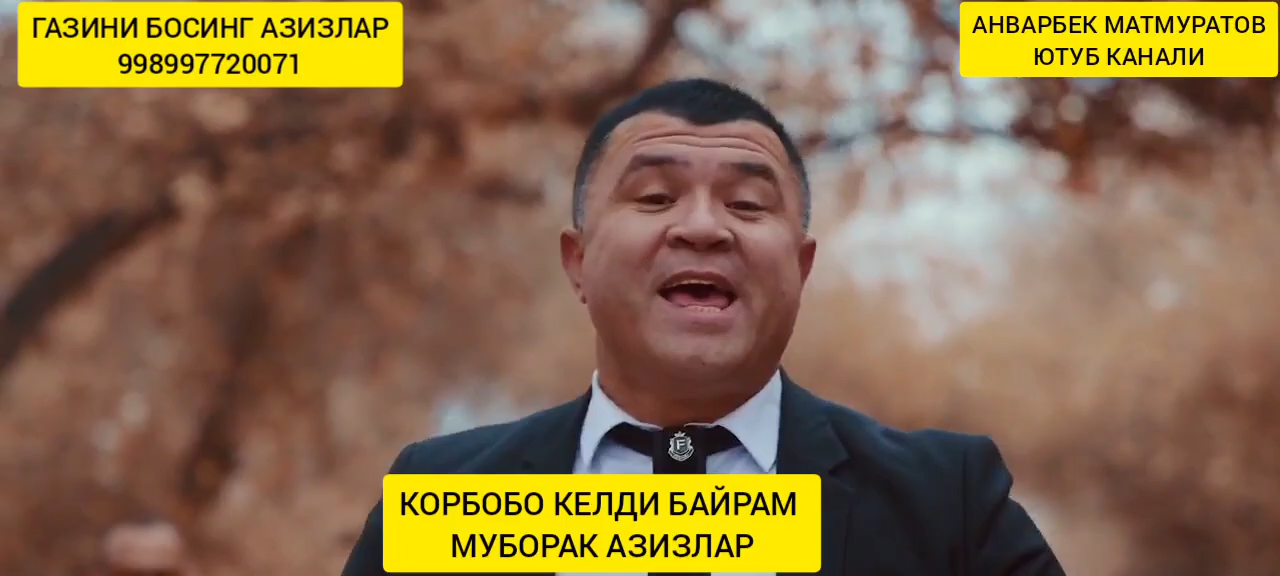 ГАЗИНИ БОСИНГ АЗИЗЛАР
998997720071
АНВАРБЕК МАТМУРАТОВ
ЮТУБ КАНАЛИ
F
КОРБОБО КЕЛДИ БАЙРАМ
МУБОРАК АЗИЗЛАР